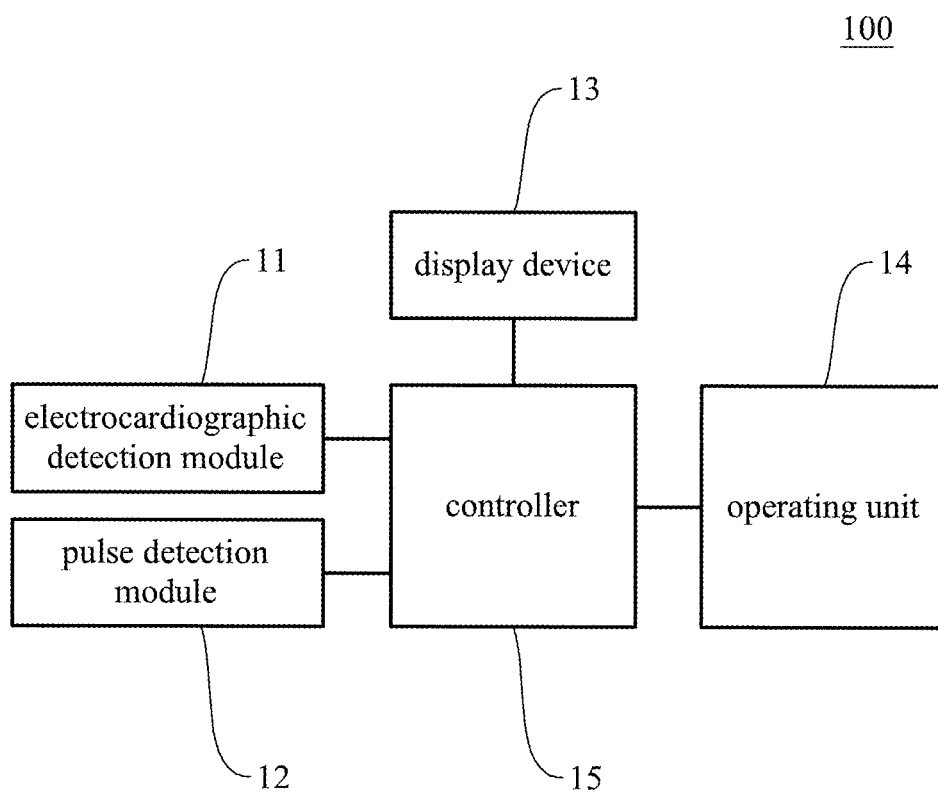 100
13
display device
11
14
electrocardiographic
detection module
controller
operating unit
pulse detection
module
12
15